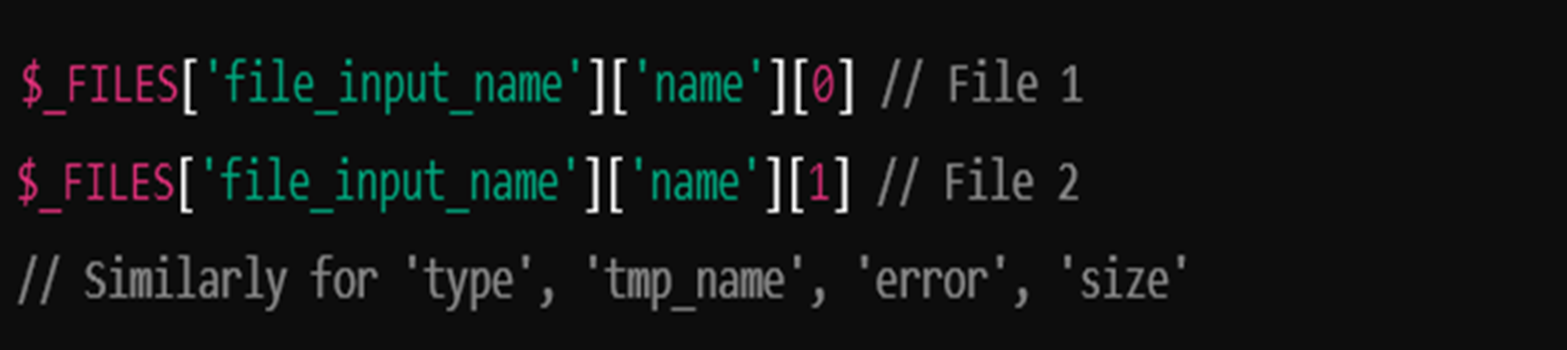 $_FILES['file_input_name']['name'][0] // File 1
$_FILES['file_input_name']['name'][1] // File 2
// Similarly for 'type', 'tmp_name', 'error', 'size'